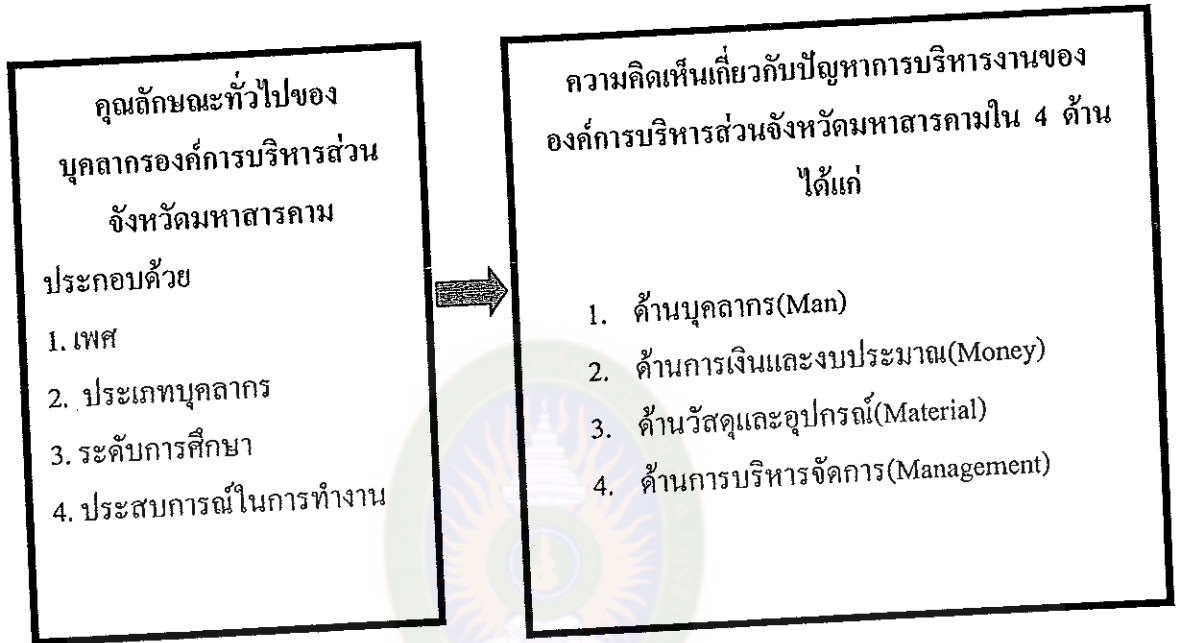 คุณลักษณะทั่วไปของ
บุคลากรองค์การบริหารส่วน
จังหวัดมหาสารคาม
ประกอบด้วย
1. เพศ
2. ประเภทบุคลากร
3. ระดับการศึกษา
4. ประสบการณ์ในการทำงาน
ความคิดเห็นเกี่ยวกับปัญหาการบริหารงานของ
องค์การบริหารส่วนจังหวัดมหาสารคามใน 4 ด้าน
ได้แก่
1. ด้านบุคลากร(Man)
2. ด้านการเงินและงบประมาณ(Money)
3. ด้านวัสดุและอุปกรณ์(Material)
4. ด้านการบริหารจัดการ(Management)